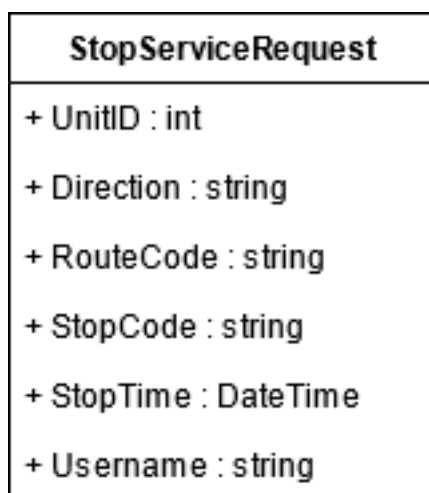 StopServiceRequest
+ UnitID : int
+ Direction : string
+ RouteCode : string
+ StopCode : string
+ StopTime : DateTime
+ Username : string